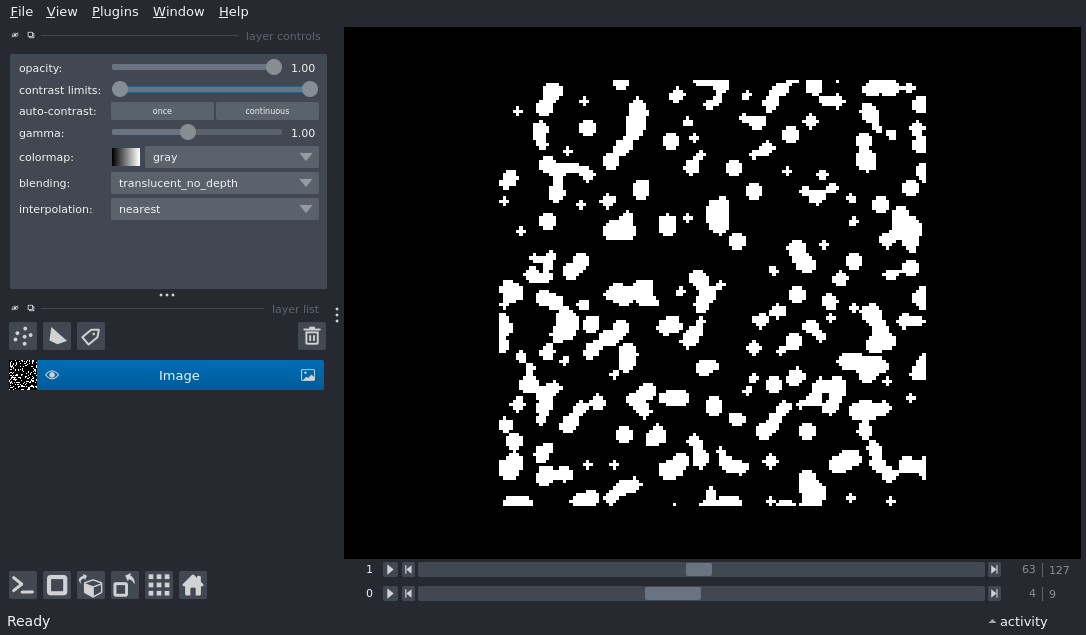 File View Plugins Window Help
layer controls
opacity: 1.00
contrast limits:
auto-contrast: once continuous
gamma: 1.00
colormap: gray
blending: translucent_no_depth
interpolation: nearest
layer list
Image
1 63 127
0 4 9
Ready activity